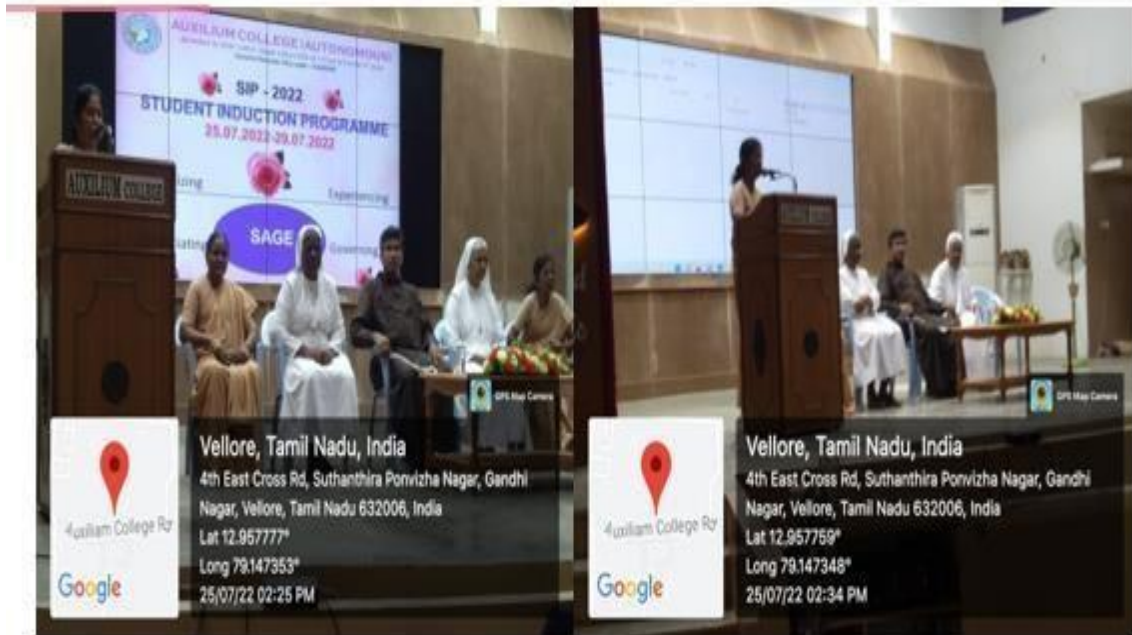 AUXILIUM COLLEGE (AUTONOMOUS)
SIP - 2022
STUDENT INDUCTION PROGRAMME
25.07.2022-29.07.2022
Experiencing
SAGE
Governing
AUXILIUM COLLEGE
GPS Map Camera
Vellore, Tamil Nadu, India
4th East Cross Rd, Suthanthira Ponvizha Nagar, Gandhi
Nagar, Vellore, Tamil Nadu 632006, India
Lat 12.957777°
Long 79.147353°
25/07/22 02:25 PM
Auxiliam College Rd
Google
GPS Map Camera
Vellore, Tamil Nadu, India
4th East Cross Rd, Suthanthira Ponvizha Nagar, Gandhi
Nagar, Vellore, Tamil Nadu 632006, India
Lat 12.957759°
Long 79.147348°
25/07/22 02:34 PM
Auxiliam College Rd
Google